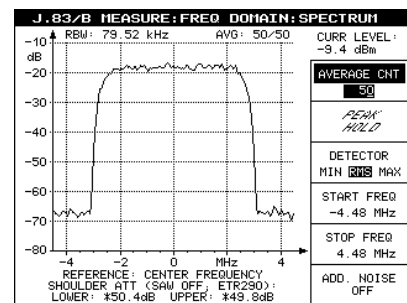 J.83/B MEASURE:FREQ DOMAIN:SPECTRUM
RBW: 79.52 kHz AVG: 50/50
CURR LEVEL:
-9.4 dBm
-10
dB
-20
-30
-40
-50
-60
-70
-80
-4 -2 0 MHz 4
REFERENCE: CENTER FREQUENCY
SHOULDER ATT (SAW OFF, ETR290):
LOWER: *50.4dB UPPER: *49.8dB
AVERAGE CNT
50
PEAK
HOLD
DETECTOR
MIN RMS MAX
START FREQ
-4.48 MHz
STOP FREQ
4.48 MHz
ADD. NOISE
OFF